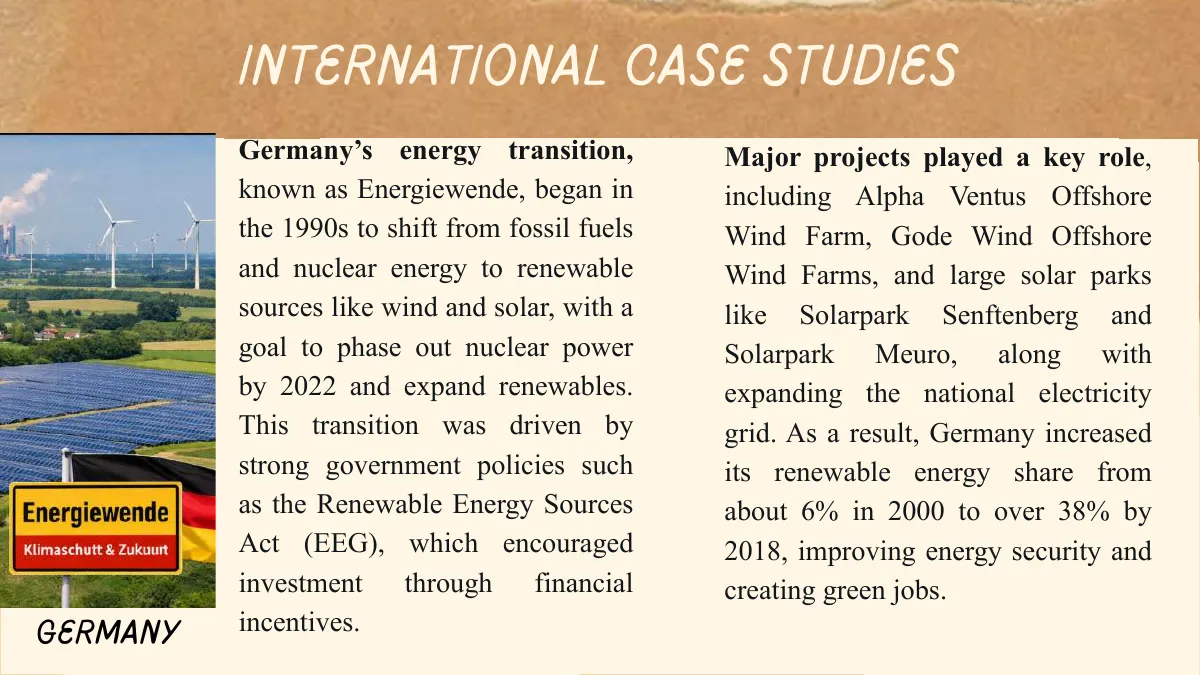 INTERNATIONAL CASE STUDIES
Germany's energy transition,
known as Energiewende, began in
the 1990s to shift from fossil fuels
and nuclear energy to renewable
sources like wind and solar, with a
goal to phase out nuclear power
by 2022 and expand renewables.
This transition was driven by
strong government policies such
as the Renewable Energy Sources
Act (EEG), which encouraged
investment through financial
incentives.
Major projects played a key role,
including Alpha Ventus Offshore
Wind Farm, Gode Wind Offshore
Wind Farms, and large solar parks
like Solarpark Senftenberg and
Solarpark Meuro, along with
expanding the national electricity
grid. As a result, Germany increased
its renewable energy share from
about 6% in 2000 to over 38% by
2018, improving energy security and
creating green jobs.
Energiewende
Klimaschutt & Zukuut
GERMANY